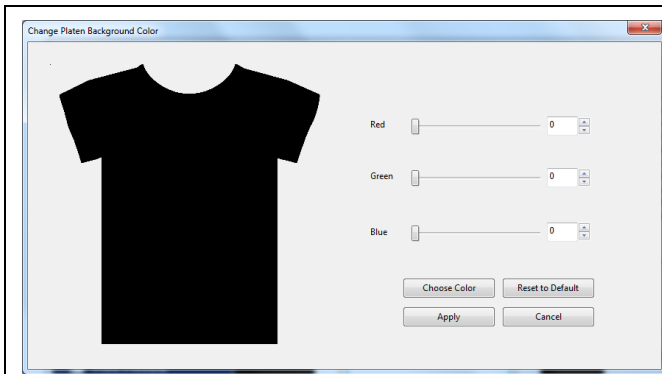 Change Platen Background Color
Red 0
Green 0
Blue 0
Choose Color Reset to Default
Apply Cancel